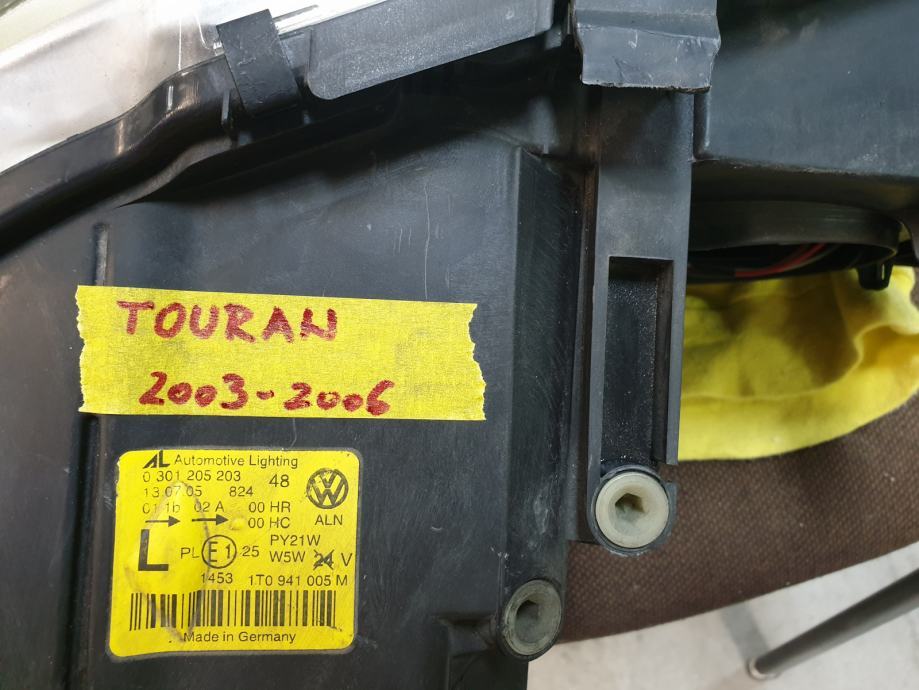 TOURAN
2003-2006
AL Automotive Lighting
0 301 205 203 48
13.07.05 824
01 1b 02 A 00 HR
00 HC ALN
L PL E1 25 PY21W
W5W 24 V
1453 1T0 941 005 M
Made in Germany